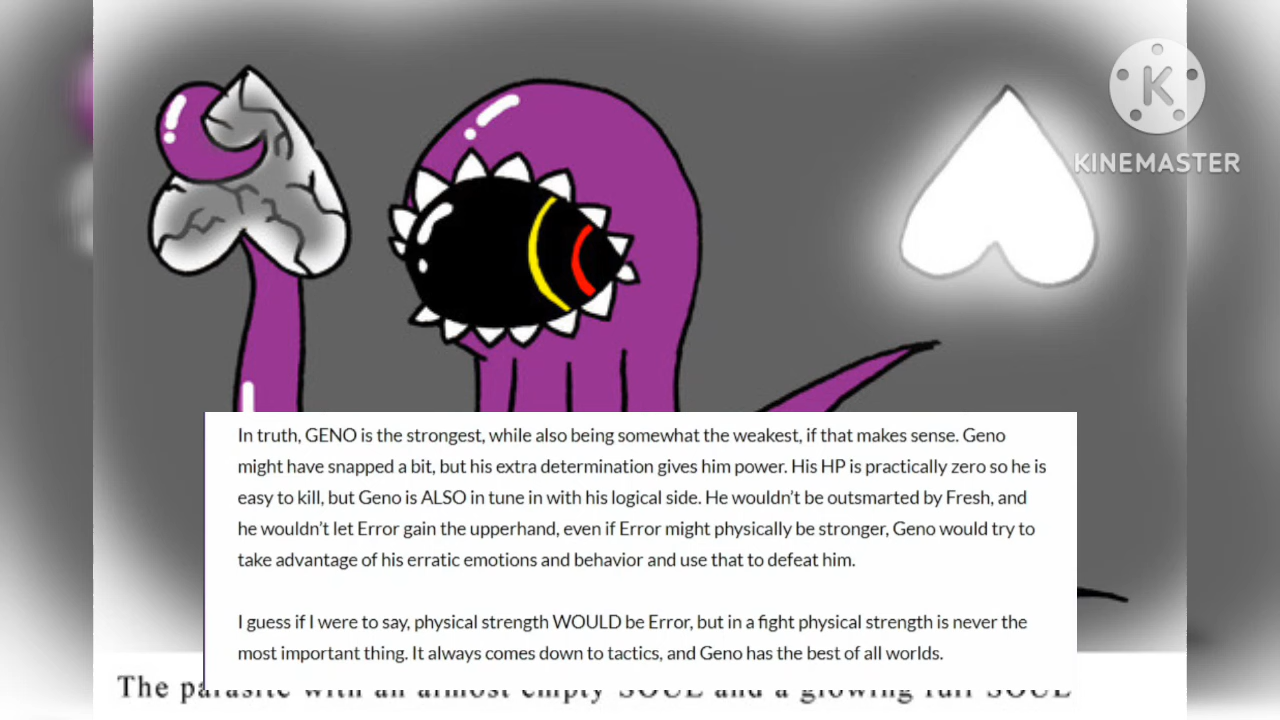 KINEMASTER
In truth, GENO is the strongest, while also being somewhat the weakest, if that makes sense. Geno
might have snapped a bit, but his extra determination gives him power. His HP is practically zero so he is
easy to kill, but Geno is ALSO in tune in with his logical side. He wouldn't be outsmarted by Fresh, and
he wouldn't let Error gain the upperhand, even if Error might physically be stronger, Geno would try to
take advantage of his erratic emotions and behavior and use that to defeat him.
I guess if I were to say, physical strength WOULD be Error, but in a fight physical strength is never the
most important thing. It always comes down to tactics, and Geno has the best of all worlds.
The parasite with an almost empty SOUL and a growing full SOUL